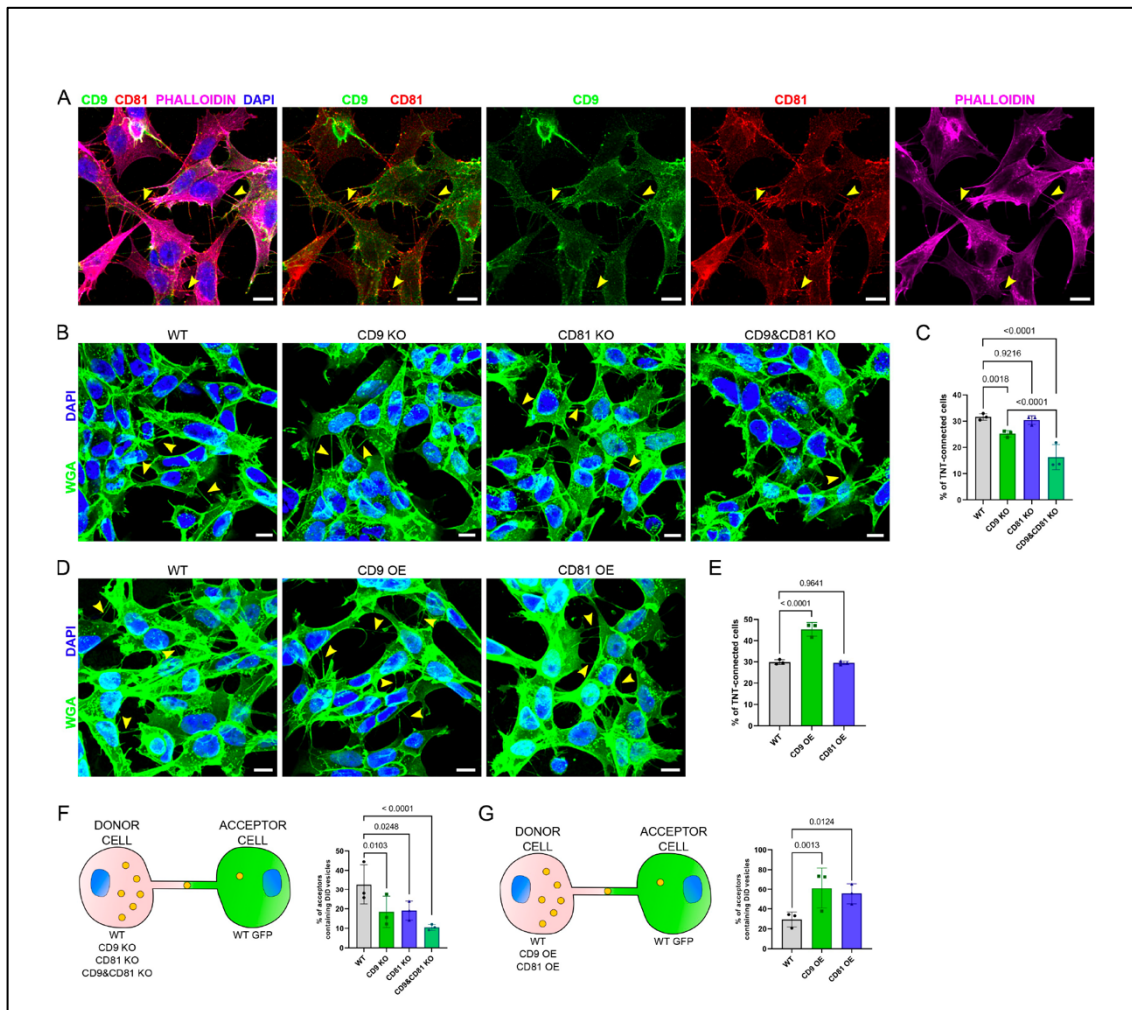 A
CD9 CD81 PHALLOIDIN DAPI
CD9 CD81
CD9
CD81
PHALLOIDIN
B
WT
CD9 KO
CD81 KO
CD9&CD81 KO
WGA DAPI
C
<0.0001
0.9216
0.0018
<0.0001
% of TNT-connected cells
40
30
20
10
0
WT
CD9 KO
CD81 KO
CD9&CD81 KO
D
WT
CD9 OE
CD81 OE
WGA DAPI
E
0.9641
< 0.0001
% of TNT-connected cells
50
40
30
20
10
0
WT
CD9 OE
CD81 OE
F
DONOR
CELL
ACCEPTOR
CELL
WT
CD9 KO
CD81 KO
CD9&CD81 KO
WT GFP
< 0.0001
0.0248
0.0103
% of acceptors
containing DiD vesicles
50
40
30
20
10
0
WT
CD9 KO
CD81 KO
CD9&CD81 KO
G
DONOR
CELL
ACCEPTOR
CELL
WT
CD9 OE
CD81 OE
WT GFP
0.0124
0.0013
% of acceptors
containing DiD vesicles
100
80
60
40
20
0
WT
CD9 OE
CD81 OE